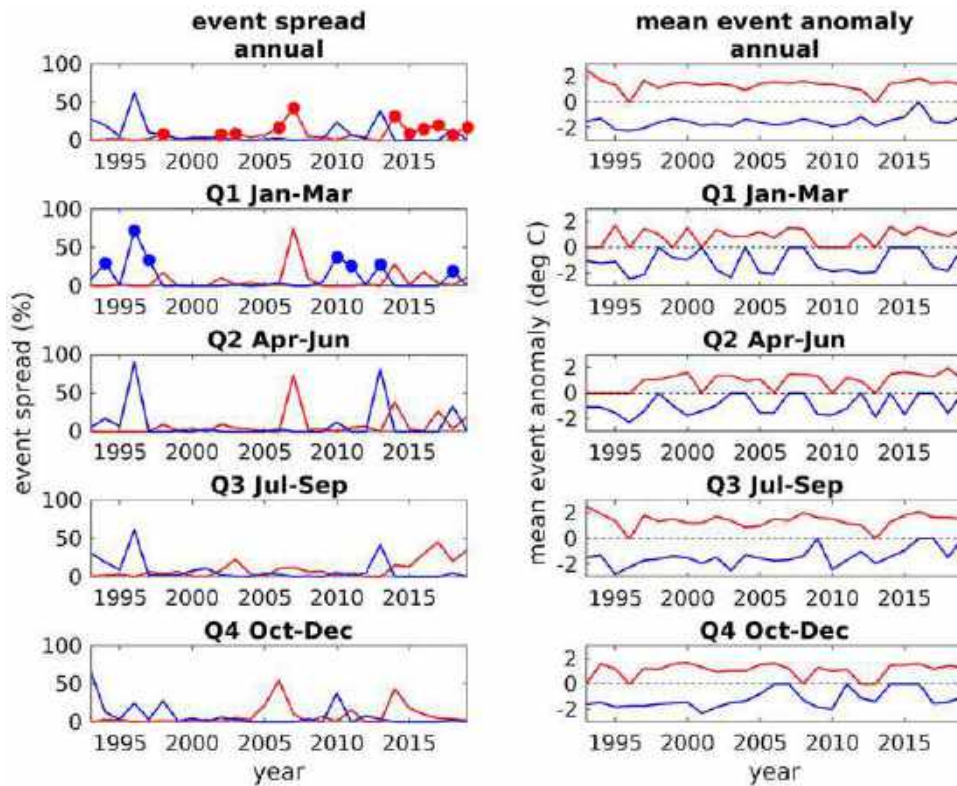 event spread
annual
100
50
0
1995 2000 2005 2010 2015
Q1 Jan-Mar
100
50
0
1995 2000 2005 2010 2015
Q2 Apr-Jun
100
50
0
1995 2000 2005 2010 2015
Q3 Jul-Sep
100
50
0
1995 2000 2005 2010 2015
Q4 Oct-Dec
100
50
0
1995 2000 2005 2010 2015
year
event spread (%)
mean event anomaly
annual
2
0
-2
1995 2000 2005 2010 2015
Q1 Jan-Mar
2
0
-2
1995 2000 2005 2010 2015
Q2 Apr-Jun
2
0
-2
1995 2000 2005 2010 2015
Q3 Jul-Sep
2
0
-2
1995 2000 2005 2010 2015
Q4 Oct-Dec
2
0
-2
1995 2000 2005 2010 2015
year
mean event anomaly (deg C)